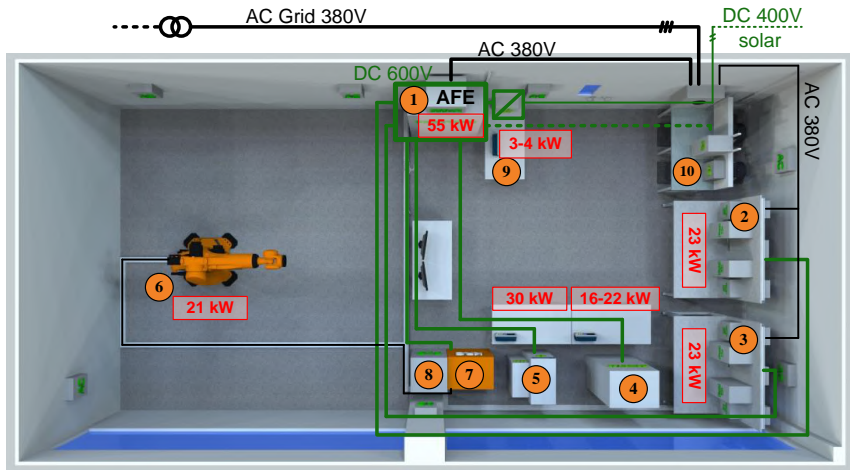 AC Grid 380V
DC 400V
solar
AC 380V
DC 600V
1
AFE
55 kW
3-4 kW
9
10
AC 380V
2
23 kW
6
21 kW
30 kW
16-22 kW
3
23 kW
8
7
5
4